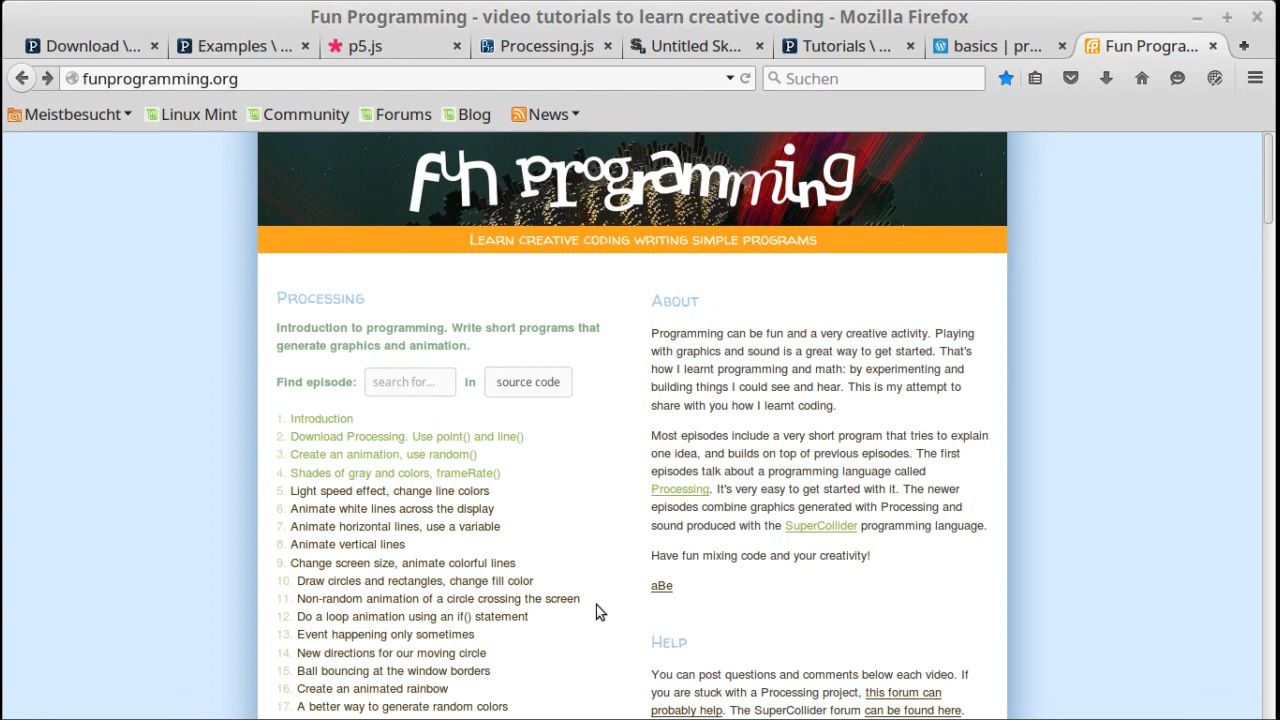 Fun Programming - video tutorials to learn creative coding - Mozilla Firefox
Download \... Examples \ ... p5.js Processing.js Untitled Sk... Tutorials \ ... basics | pr... Fun Progra...
funprogramming.org Suchen
Meistbesucht Linux Mint Community Forums Blog News
fun programming
Learn creative coding writing simple programs
Processing
Introduction to programming. Write short programs that
generate graphics and animation.
Find episode: search for... in source code
1. Introduction
2. Download Processing. Use point() and line()
3. Create an animation, use random()
4. Shades of gray and colors, frameRate()
5. Light speed effect, change line colors
6. Animate white lines across the display
7. Animate horizontal lines, use a variable
8. Animate vertical lines
9. Change screen size, animate colorful lines
10. Draw circles and rectangles, change fill color
11. Non-random animation of a circle crossing the screen
12. Do a loop animation using an if() statement
13. Event happening only sometimes
14. New directions for our moving circle
15. Ball bouncing at the window borders
16. Create an animated rainbow
17. A better way to generate random colors
About
Programming can be fun and a very creative activity. Playing
with graphics and sound is a great way to get started. That's
how I learnt programming and math: by experimenting and
building things I could see and hear. This is my attempt to
share with you how I learnt coding.
Most episodes include a very short program that tries to explain
one idea, and builds on top of previous episodes. The first
episodes talk about a programming language called
Processing. It's very easy to get started with it. The newer
episodes combine graphics generated with Processing and
sound produced with the SuperCollider programming language.
Have fun mixing code and your creativity!
aBe
Help
You can post questions and comments below each video. If
you are stuck with a Processing project, this forum can
probably help. The SuperCollider forum can be found here.